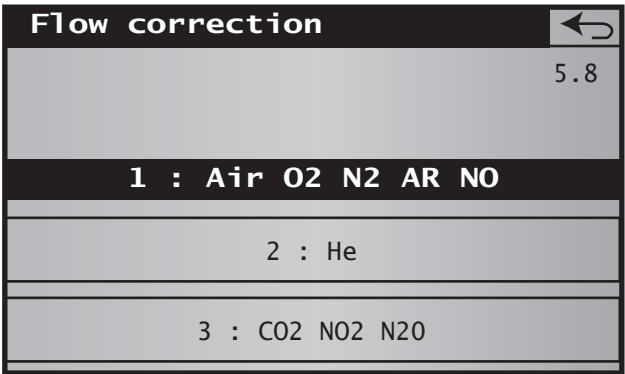 Flow correction
5.8
1 : Air O2 N2 AR NO
2 : He
3 : CO2 NO2 N2O